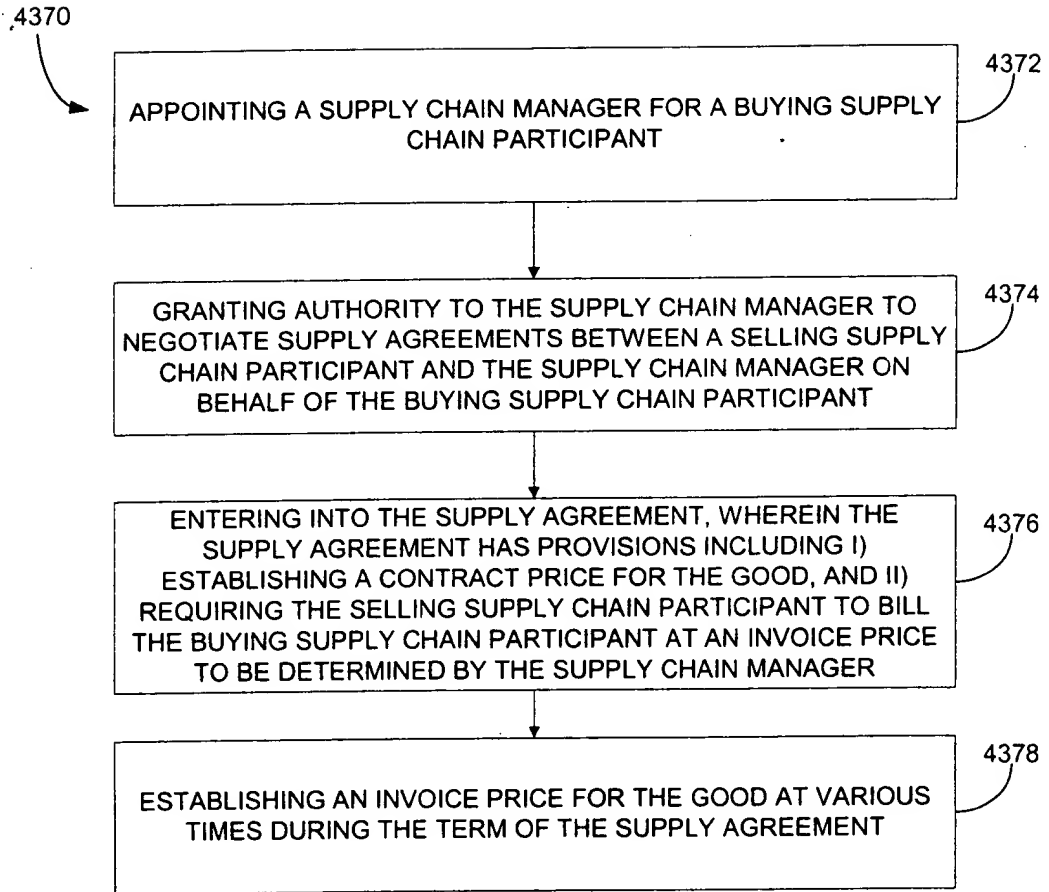 4370
4372
APPOINTING A SUPPLY CHAIN MANAGER FOR A BUYING SUPPLY
CHAIN PARTICIPANT
4374
GRANTING AUTHORITY TO THE SUPPLY CHAIN MANAGER TO
NEGOTIATE SUPPLY AGREEMENTS BETWEEN A SELLING SUPPLY
CHAIN PARTICIPANT AND THE SUPPLY CHAIN MANAGER ON
BEHALF OF THE BUYING SUPPLY CHAIN PARTICIPANT
4376
ENTERING INTO THE SUPPLY AGREEMENT, WHEREIN THE
SUPPLY AGREEMENT HAS PROVISIONS INCLUDING I)
ESTABLISHING A CONTRACT PRICE FOR THE GOOD, AND II)
REQUIRING THE SELLING SUPPLY CHAIN PARTICIPANT TO BILL
THE BUYING SUPPLY CHAIN PARTICIPANT AT AN INVOICE PRICE
TO BE DETERMINED BY THE SUPPLY CHAIN MANAGER
4378
ESTABLISHING AN INVOICE PRICE FOR THE GOOD AT VARIOUS
TIMES DURING THE TERM OF THE SUPPLY AGREEMENT